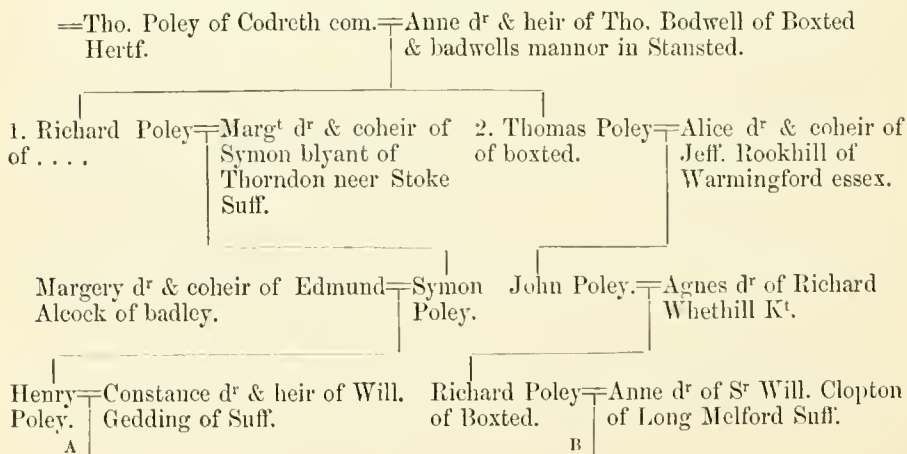 =Tho. Poley of Codreth com.=Anne dʳ & heir of Tho. Bodwell of Boxted
Hertf. & badwells mannor in Stansted.
1. Richard Poley=Margᵗ dʳ & coheir of 2. Thomas Poley=Alice dʳ & coheir of
of . . . . Symon blyant of of boxted. Jeff. Rookhill of
Thorndon neer Stoke Warmingford essex.
Suff.
Margery dʳ & coheir of Edmund=Symon John Poley.=Agnes dʳ of Richard
Alcock of badley. Poley. Whethill Kᵗ.
Henry=Constance dʳ & heir of Will. Richard Poley=Anne dʳ of Sʳ Will. Clopton
Poley. Gedding of Suff. of Boxted. of Long Melford Suff.
A B